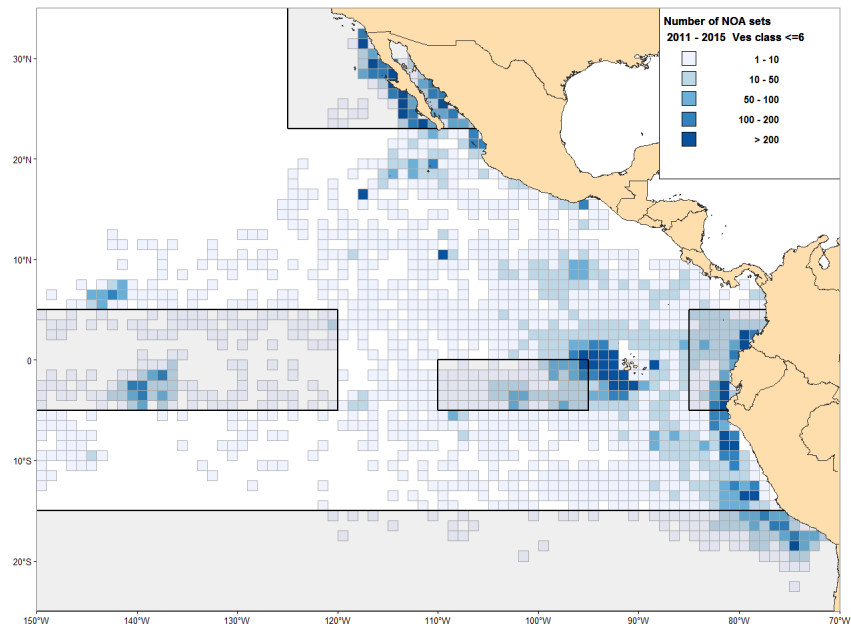 Number of NOA sets
2011 - 2015 Ves class <=6
1 - 10
10 - 50
50 - 100
100 - 200
> 200
30°N
20°N
10°N
0
10°S
20°S
150°W 140°W 130°W 120°W 110°W 100°W 90°W 80°W 70°W